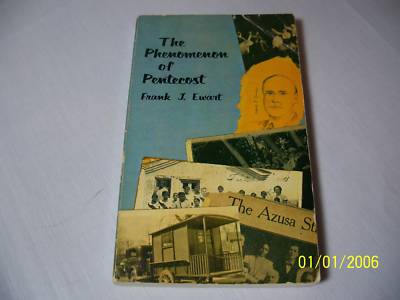 The
Phenomenon
of
Pentecost
Frank J. Ewart
The Azusa St
01/01/2006